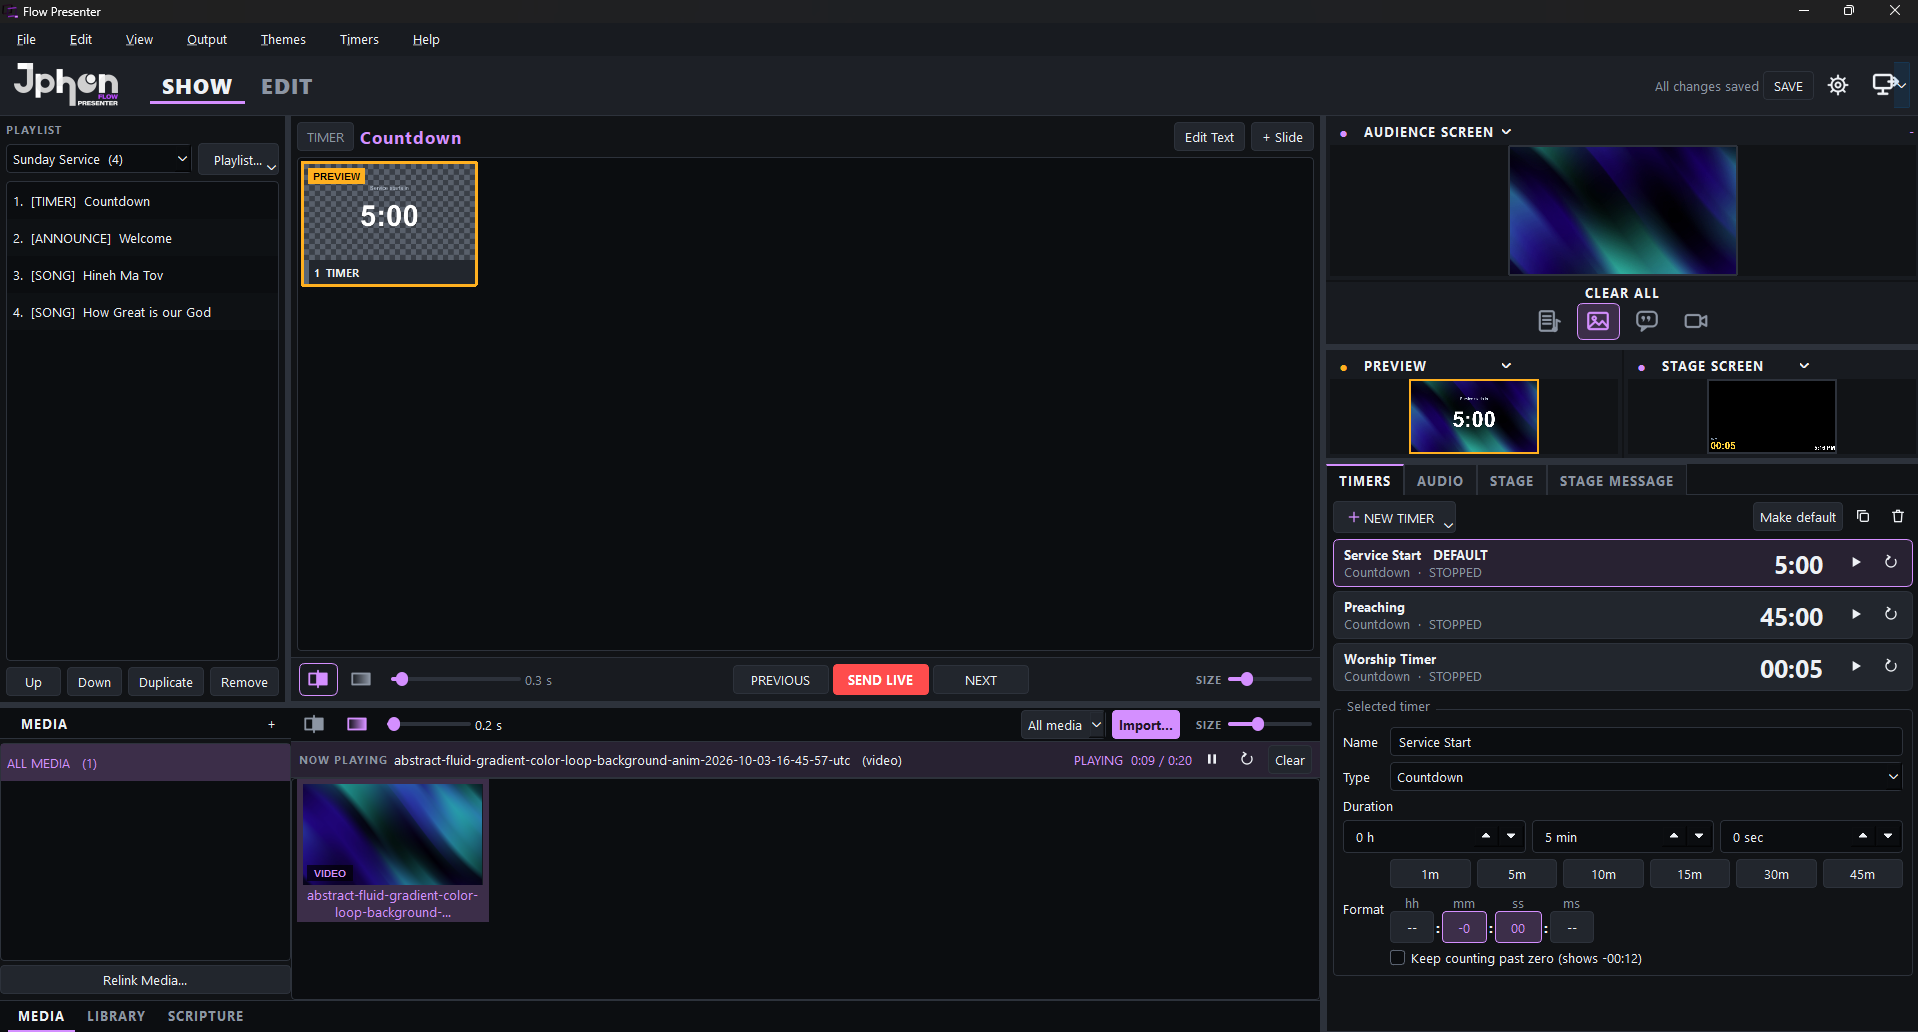 Flow Presenter
File Edit View Output Themes Timers Help
Jphon FLOW PRESENTER
SHOW EDIT
All changes saved SAVE
PLAYLIST
Sunday Service (4) Playlist...
1. [TIMER] Countdown
2. [ANNOUNCE] Welcome
3. [SONG] Hineh Ma Tov
4. [SONG] How Great is our God
Up Down Duplicate Remove
TIMER Countdown Edit Text + Slide
PREVIEW
Service starts in
5:00
1 TIMER
0.3 s PREVIOUS SEND LIVE NEXT SIZE
MEDIA +
ALL MEDIA (1)
Relink Media...
MEDIA LIBRARY SCRIPTURE
0.2 s All media Import... SIZE
NOW PLAYING abstract-fluid-gradient-color-loop-background-anim-2026-10-03-16-45-57-utc (video) PLAYING 0:09 / 0:20 Clear
VIDEO
abstract-fluid-gradient-color-
loop-background-...
AUDIENCE SCREEN
CLEAR ALL
PREVIEW
5:00
STAGE SCREEN
00:05
TIMERS AUDIO STAGE STAGE MESSAGE
+ NEW TIMER Make default
Service Start DEFAULT
Countdown · STOPPED
5:00
Preaching
Countdown · STOPPED
45:00
Worship Timer
Countdown · STOPPED
00:05
Selected timer
Name Service Start
Type Countdown
Duration
0 h 5 min 0 sec
1m 5m 10m 15m 30m 45m
hh mm ss ms
Format -- : -0 : 00 : --
Keep counting past zero (shows -00:12)